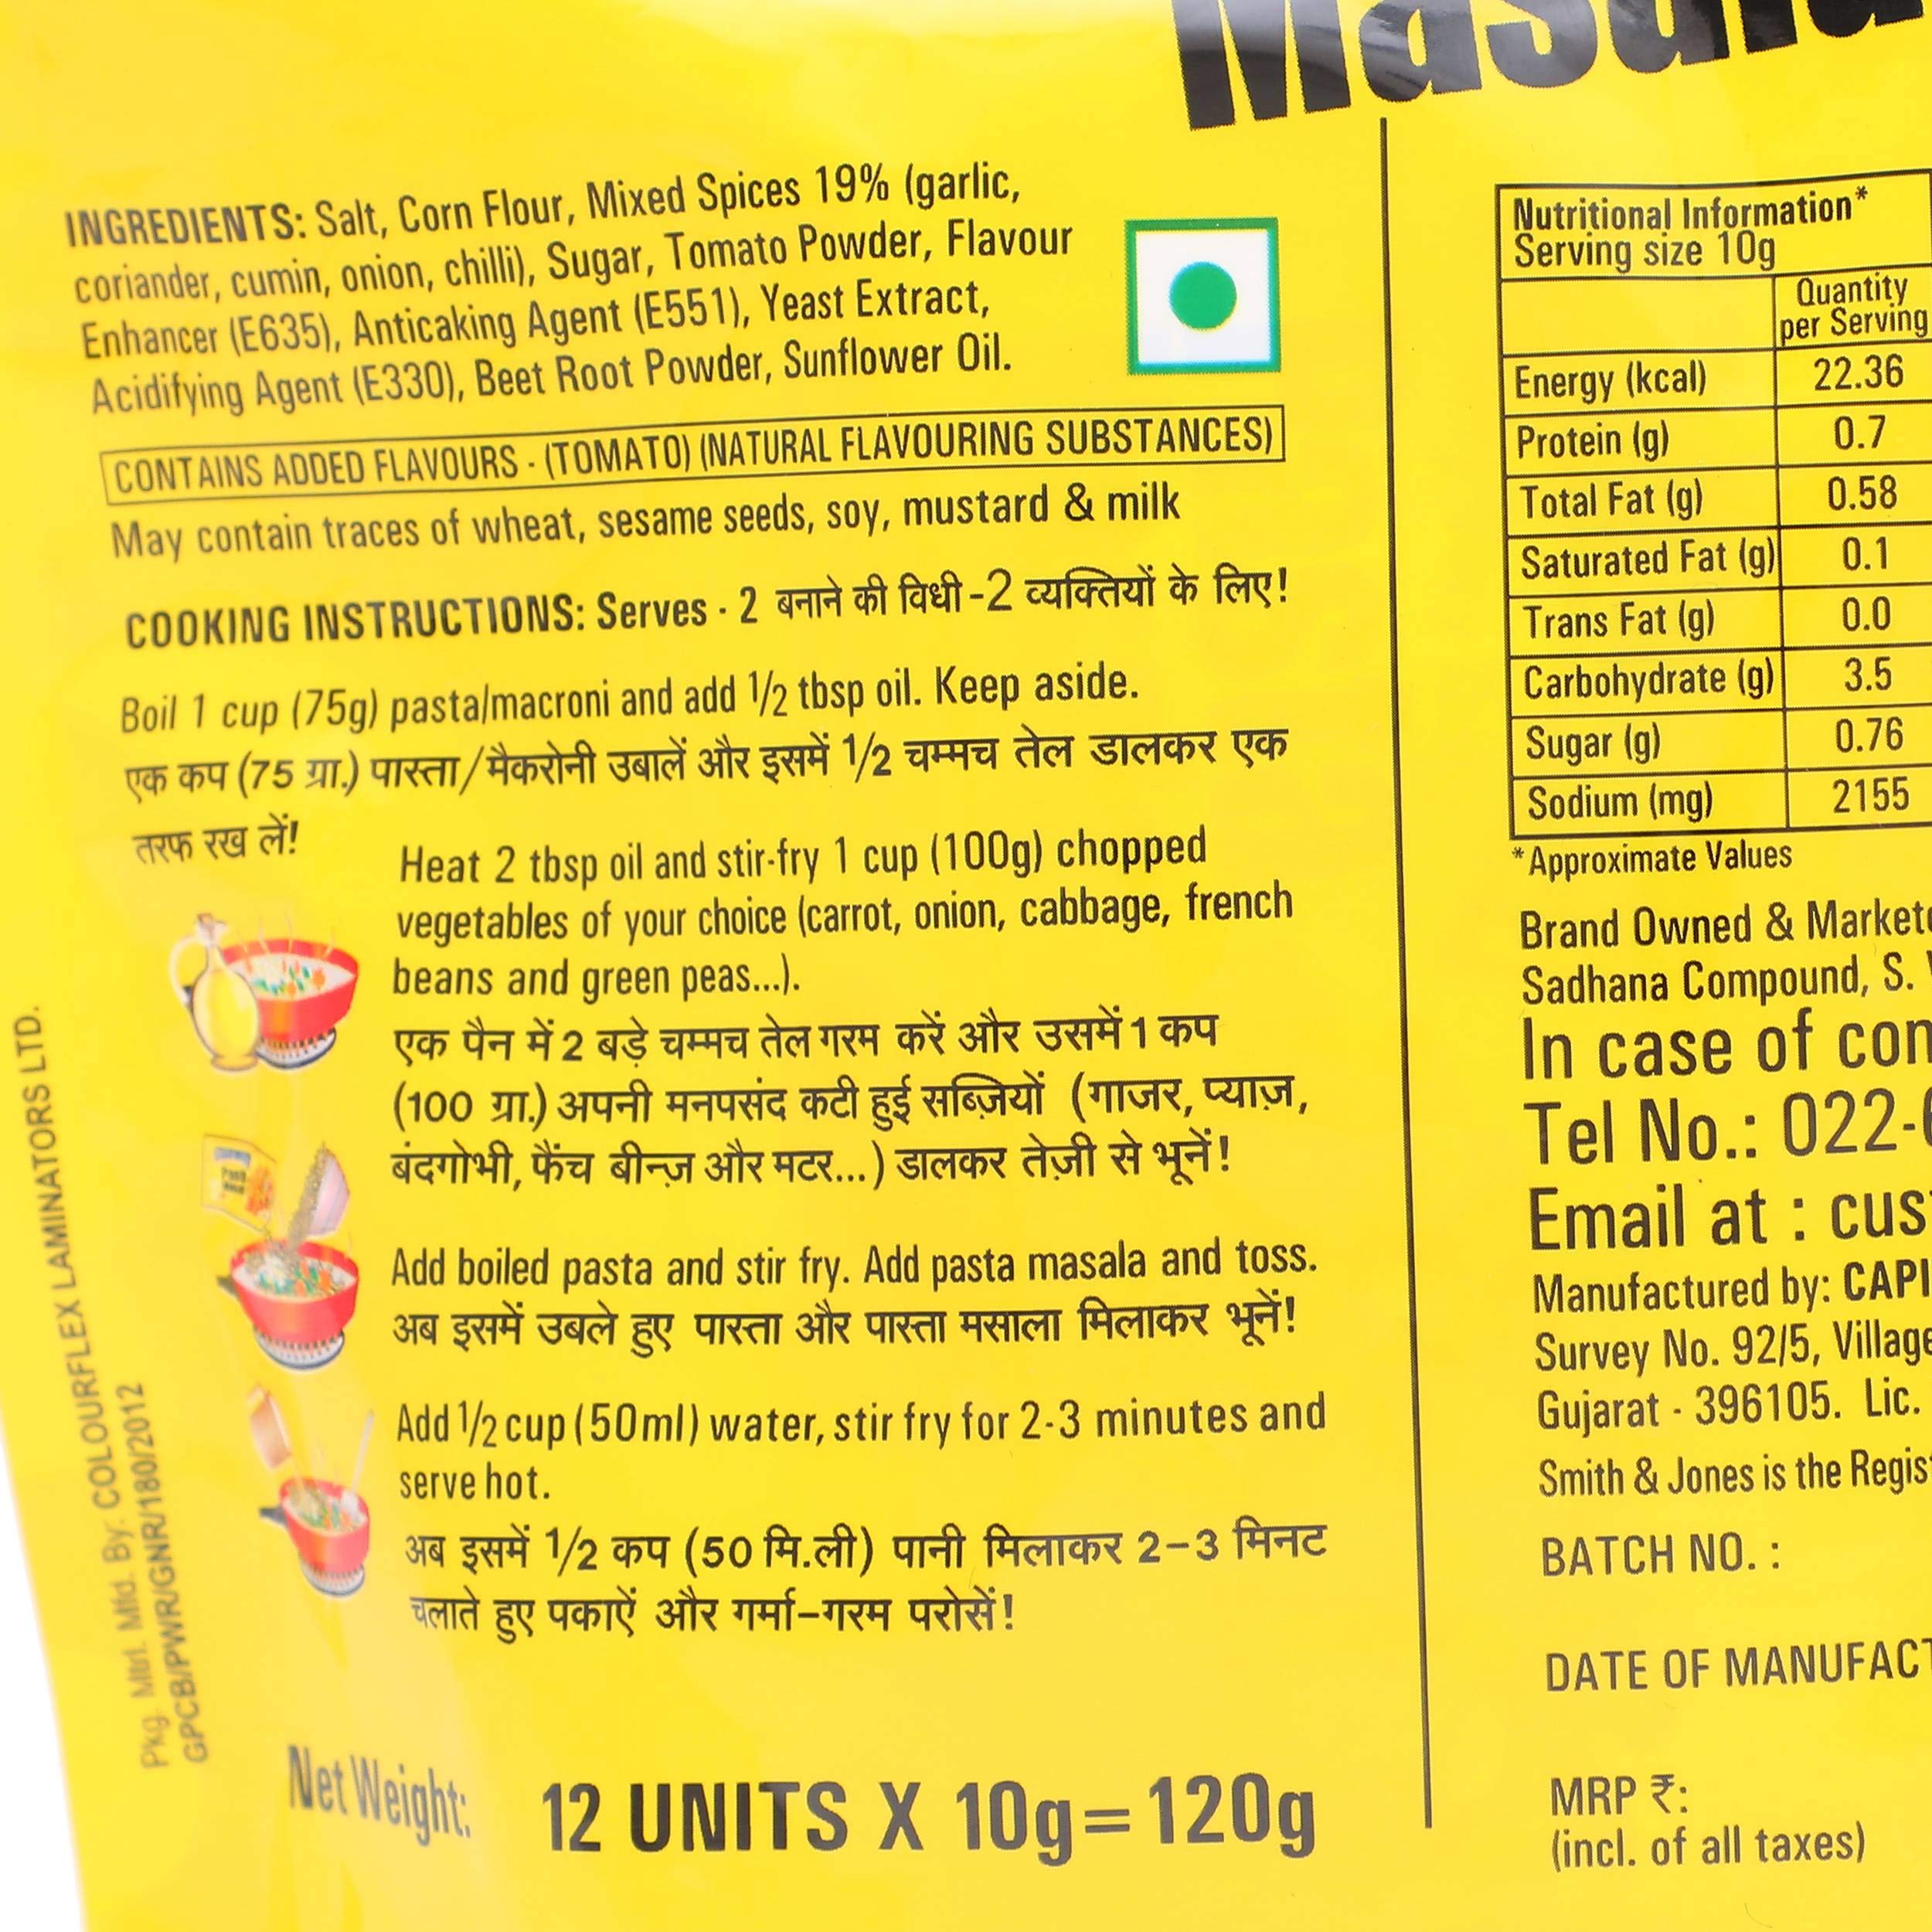 Masala
INGREDIENTS: Salt, Corn Flour, Mixed Spices 19% (garlic,
coriander, cumin, onion, chilli), Sugar, Tomato Powder, Flavour
Enhancer (E635), Anticaking Agent (E551), Yeast Extract,
Acidifying Agent (E330), Beet Root Powder, Sunflower Oil.
CONTAINS ADDED FLAVOURS - (TOMATO) (NATURAL FLAVOURING SUBSTANCES)
May contain traces of wheat, sesame seeds, soy, mustard & milk
COOKING INSTRUCTIONS: Serves - 2 बनाने की विधी -2 व्यक्तियों के लिए!
Boil 1 cup (75g) pasta/macroni and add 1/2 tbsp oil. Keep aside.
एक कप (75 ग्रा.) पास्ता/मैकरोनी उबालें और इसमें 1/2 चम्मच तेल डालकर एक
तरफ रख लें!
Heat 2 tbsp oil and stir-fry 1 cup (100g) chopped
vegetables of your choice (carrot, onion, cabbage, french
beans and green peas...).
एक पैन में 2 बड़े चम्मच तेल गरम करें और उसमें 1 कप
(100 ग्रा.) अपनी मनपसंद कटी हुई सब्ज़ियों (गाजर, प्याज़,
बंदगोभी, फ्रैंच बीन्ज़ और मटर...) डालकर तेज़ी से भूनें!
Add boiled pasta and stir fry. Add pasta masala and toss.
अब इसमें उबले हुए पास्ता और पास्ता मसाला मिलाकर भूनें!
Add 1/2 cup (50ml) water, stir fry for 2-3 minutes and
serve hot.
अब इसमें 1/2 कप (50 मि.ली) पानी मिलाकर 2-3 मिनट
चलाते हुए पकाऐं और गर्मा-गरम परोसें!
Net Weight: 12 UNITS X 10g=120g
Pkg. Mtrl. Mfd. By: COLOURFLEX LAMINATORS LTD.
GPCB/PWR/GNR/180/2012
Nutritional Information*
Serving size 10g
Quantity
per Serving
Energy (kcal) 22.36
Protein (g) 0.7
Total Fat (g) 0.58
Saturated Fat (g) 0.1
Trans Fat (g) 0.0
Carbohydrate (g) 3.5
Sugar (g) 0.76
Sodium (mg) 2155
*Approximate Values
Brand Owned &
Sadhana Compound, S.
In case of
Tel No.: 022-
Email at :
Manufactured by:
Survey No. 92/5,
Gujarat - 396105. Lic.
Smith & Jones is the
BATCH NO. :
DATE OF
MRP ₹:
(incl. of all taxes)